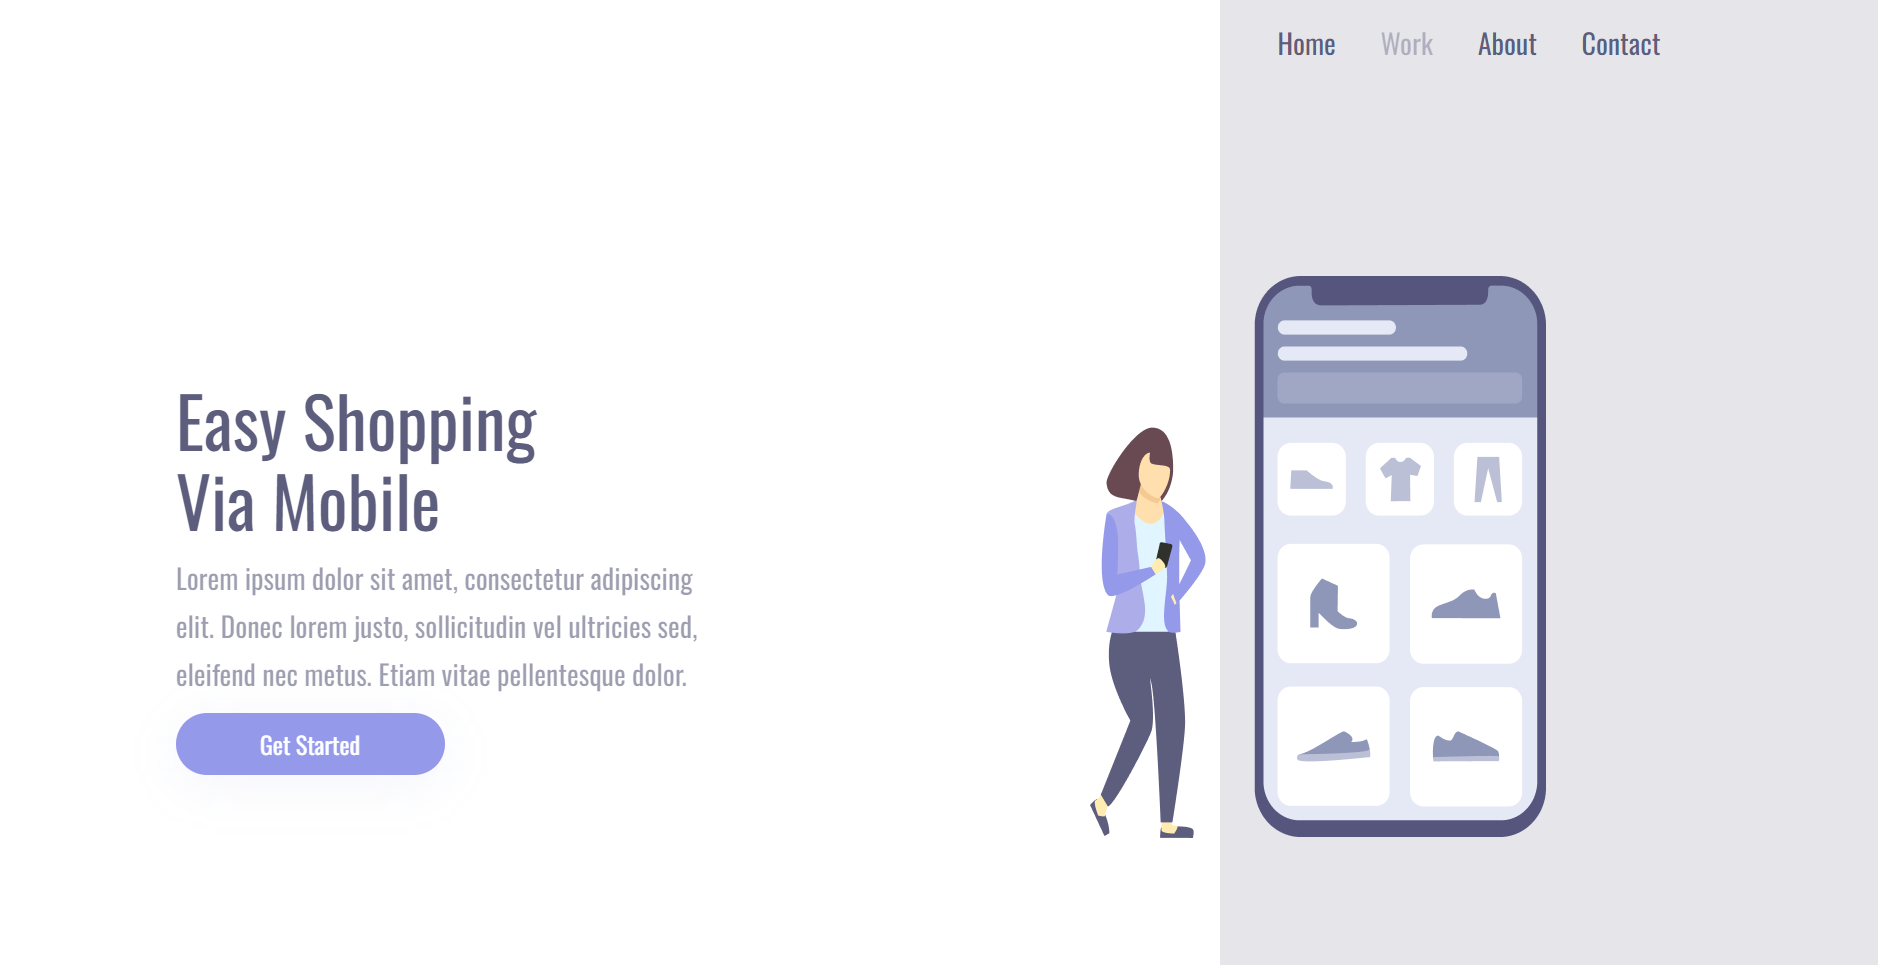 Home Work About Contact
Easy Shopping
Via Mobile
Lorem ipsum dolor sit amet, consectetur adipiscing
elit. Donec lorem justo, sollicitudin vel ultricies sed,
eleifend nec metus. Etiam vitae pellentesque dolor.
Get Started